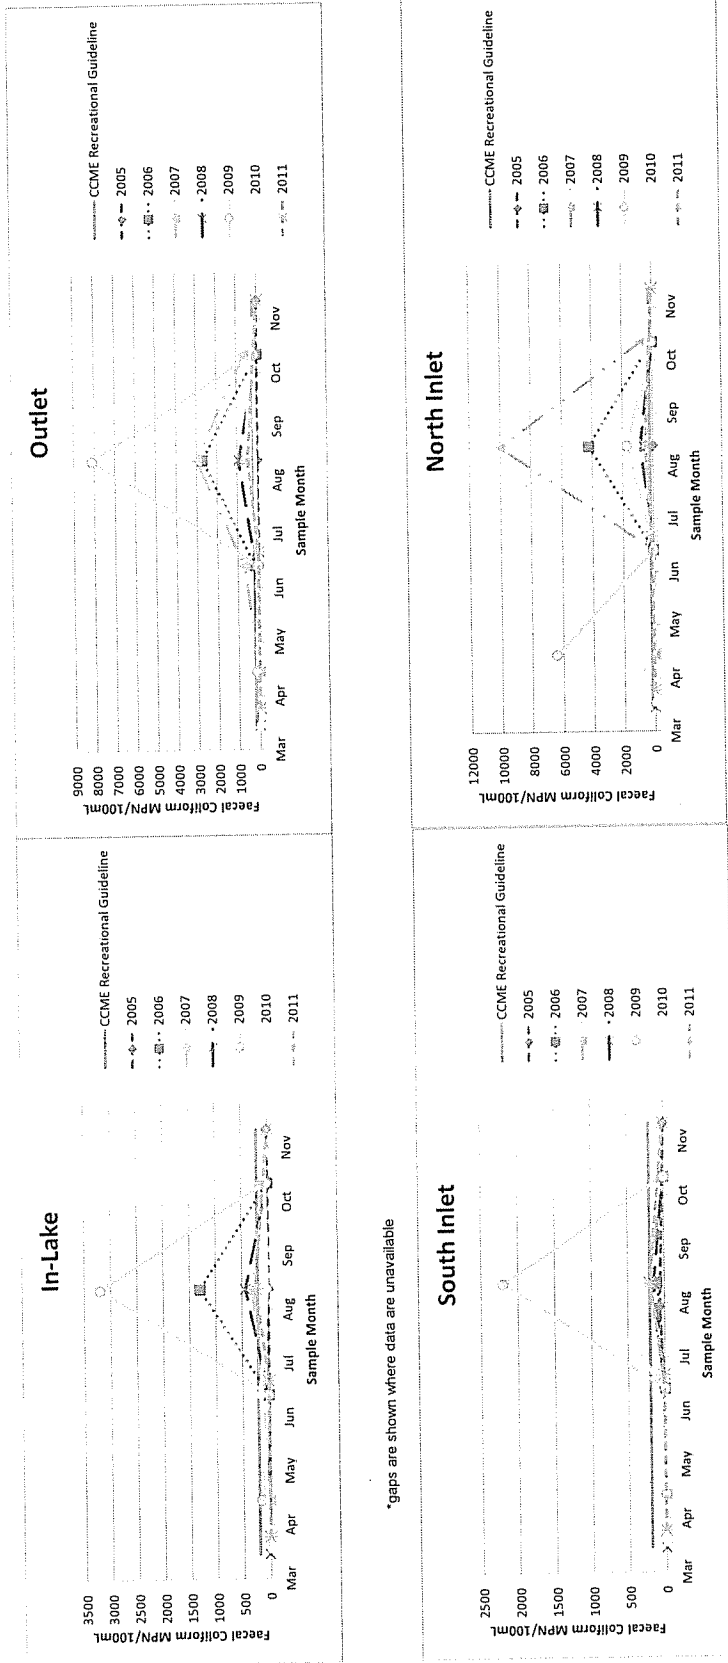 In-Lake
Faecal Coliform MPN/100mL
3500
3000
2500
2000
1500
1000
500
0
Mar Apr May Jun Jul Aug Sep Oct Nov
Sample Month
CCME Recreational Guideline
2005
2006
2007
2008
2009
2010
2011
Outlet
Faecal Coliform MPN/100mL
9000
8000
7000
6000
5000
4000
3000
2000
1000
0
Mar Apr May Jun Jul Aug Sep Oct Nov
Sample Month
CCME Recreational Guideline
2005
2006
2007
2008
2009
2010
2011
*gaps are shown where data are unavailable
South Inlet
Faecal Coliform MPN/100mL
2500
2000
1500
1000
500
0
Mar Apr May Jun Jul Aug Sep Oct Nov
Sample Month
CCME Recreational Guideline
2005
2006
2007
2008
2009
2010
2011
North Inlet
Faecal Coliform MPN/100mL
12000
10000
8000
6000
4000
2000
0
Mar Apr May Jun Jul Aug Sep Oct Nov
Sample Month
CCME Recreational Guideline
2005
2006
2007
2008
2009
2010
2011